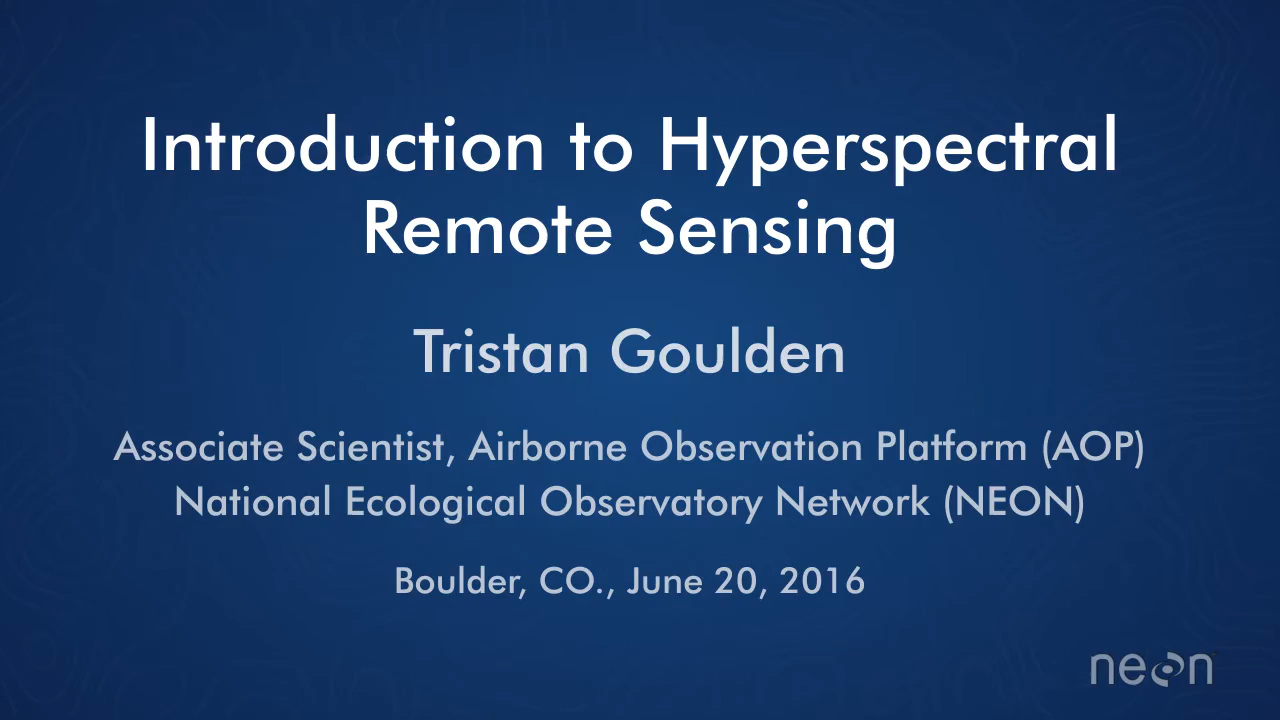 Introduction to Hyperspectral
Remote Sensing
Tristan Goulden
Associate Scientist, Airborne Observation Platform (AOP)
National Ecological Observatory Network (NEON)
Boulder, CO., June 20, 2016
neon